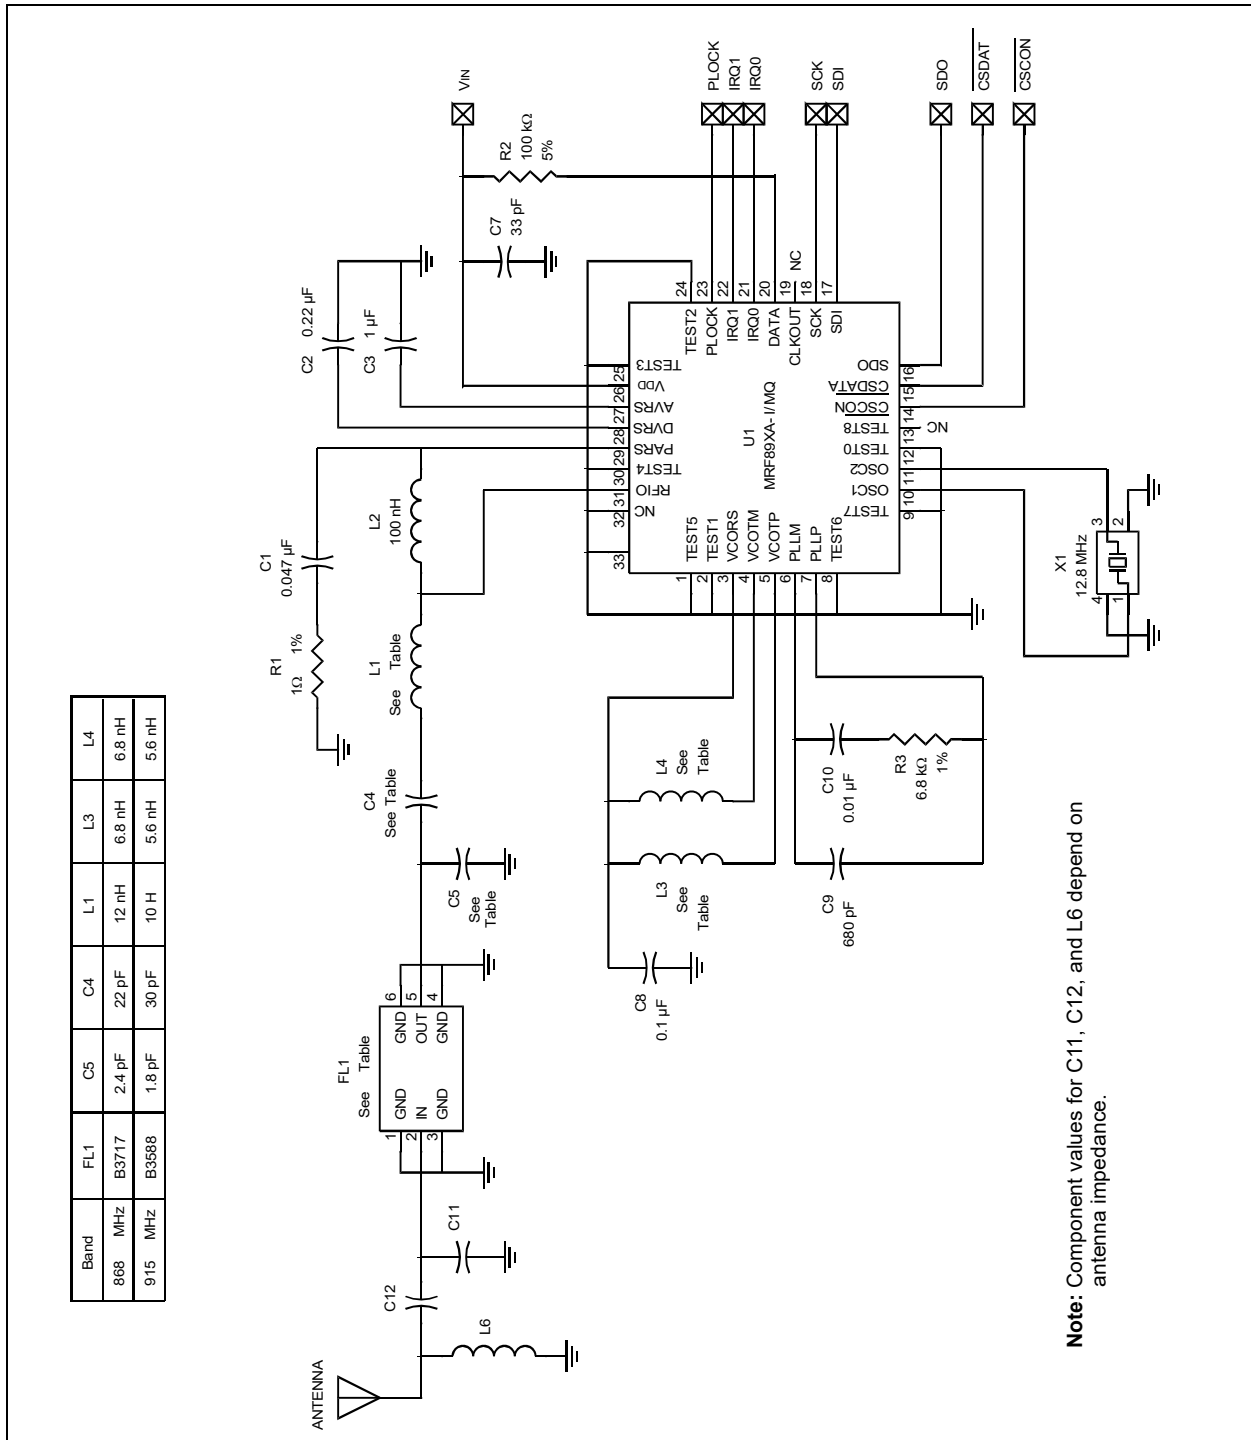 Band FL1 C5 C4 L1 L3 L4
868 MHz B3717 2.4 pF 22 pF 12 nH 6.8 nH 6.8 nH
915 MHz B3588 1.8 pF 30 pF 10 H 5.6 nH 5.6 nH
ANTENNA
L6
C12
C11
FL1
See Table
1 GND
2 IN
3 GND
GND 6
OUT 5
GND 4
C5
See
Table
C4
See Table
L1
See Table
R1
1Ω 1%
C1
0.047 µF
L2
100 nH
C2 0.22 µF
C3 1 µF
C7
33 pF
R2
100 kΩ
5%
VIN
PLOCK
IRQ1
IRQ0
SCK
SDI
SDO
CSDAT
CSCON
U1
MRF89XA- I/MQ
33
32 NC
31 RFIO
30 TEST4
29 PARS
28 DVRS
27 AVRS
26 VDD
25 TEST3
TEST2 24
PLOCK 23
IRQ1 22
IRQ0 21
DATA 20
CLKOUT 19 NC
SCK 18
SDI 17
SDO 16
CSDATA 15
CSCON 14
TEST8 13 NC
TEST0 12
OSC2 11
OSC1 10
TEST7 9
1 TEST5
2 TEST1
3 VCORS
4 VCOTM
5 VCOTP
6 PLLM
7 PLLP
8 TEST6
C8
0.1 µF
L3
See
Table
L4
See
Table
C9
680 pF
C10
0.01 µF
R3
6.8 kΩ
1%
X1
12.8 MHz
4 3
1 2
Note: Component values for C11, C12, and L6 depend on
antenna impedance.